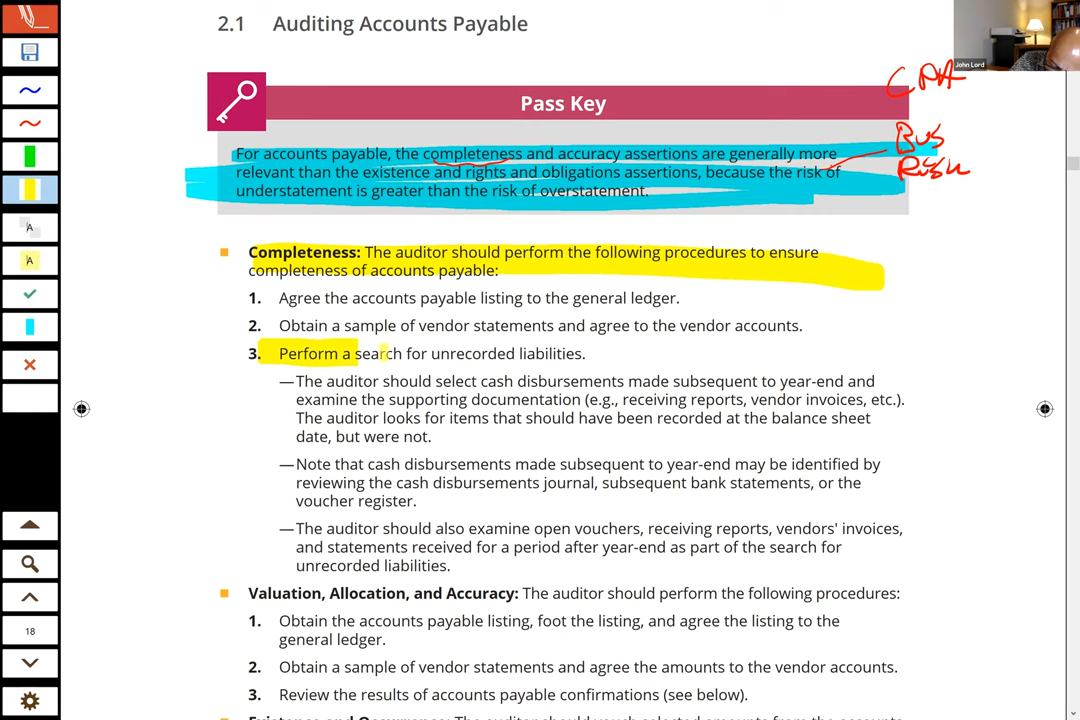 2.1 Auditing Accounts Payable
John Lord
CPA
Pass Key
BUS
RISK
For accounts payable, the completeness and accuracy assertions are generally more
relevant than the existence and rights and obligations assertions, because the risk of
understatement is greater than the risk of overstatement.
Completeness: The auditor should perform the following procedures to ensure
completeness of accounts payable:
1. Agree the accounts payable listing to the general ledger.
2. Obtain a sample of vendor statements and agree to the vendor accounts.
3. Perform a search for unrecorded liabilities.
—The auditor should select cash disbursements made subsequent to year-end and
examine the supporting documentation (e.g., receiving reports, vendor invoices, etc.).
The auditor looks for items that should have been recorded at the balance sheet
date, but were not.
—Note that cash disbursements made subsequent to year-end may be identified by
reviewing the cash disbursements journal, subsequent bank statements, or the
voucher register.
—The auditor should also examine open vouchers, receiving reports, vendors' invoices,
and statements received for a period after year-end as part of the search for
unrecorded liabilities.
Valuation, Allocation, and Accuracy: The auditor should perform the following procedures:
1. Obtain the accounts payable listing, foot the listing, and agree the listing to the
general ledger.
2. Obtain a sample of vendor statements and agree the amounts to the vendor accounts.
3. Review the results of accounts payable confirmations (see below).
Existence and Occurrence: The auditor should vouch selected amounts from the accounts
A
A
18